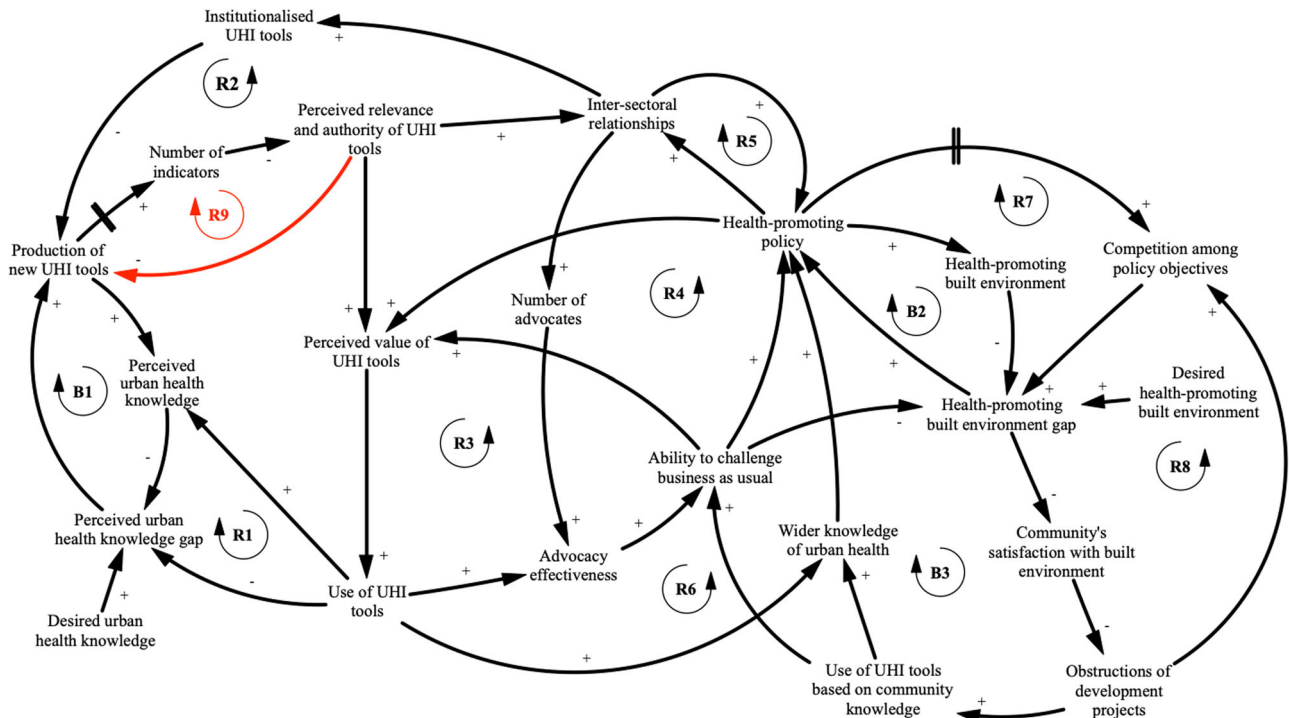 Institutionalised
UHI tools
+
R2
Perceived relevance
and authority of UHI
tools
+
Inter-sectoral
relationships
+
R5
+
-
Number of
indicators
-
+
R9
-
Production of
new UHI tools
+
+
B1
Perceived
urban health
knowledge
-
Perceived urban
health knowledge gap
R1
+
-
+
Desired urban
health knowledge
+
+
Perceived value of
UHI tools
+
Number of
advocates
+
R4
R3
Health-promoting
policy
+
R7
+
Competition among
policy objectives
+
Health-promoting
built environment
B2
-
+
Health-promoting
built environment gap
+
Desired
health-promoting
built environment
R8
+
+
+
-
Ability to challenge
business as usual
+
+
+
Advocacy
effectiveness
+
Use of UHI
tools
+
R6
Wider knowledge
of urban health
+
B3
-
Community's
satisfaction with built
environment
-
+
Use of UHI tools
based on community
knowledge
+
Obstructions of
development
projects